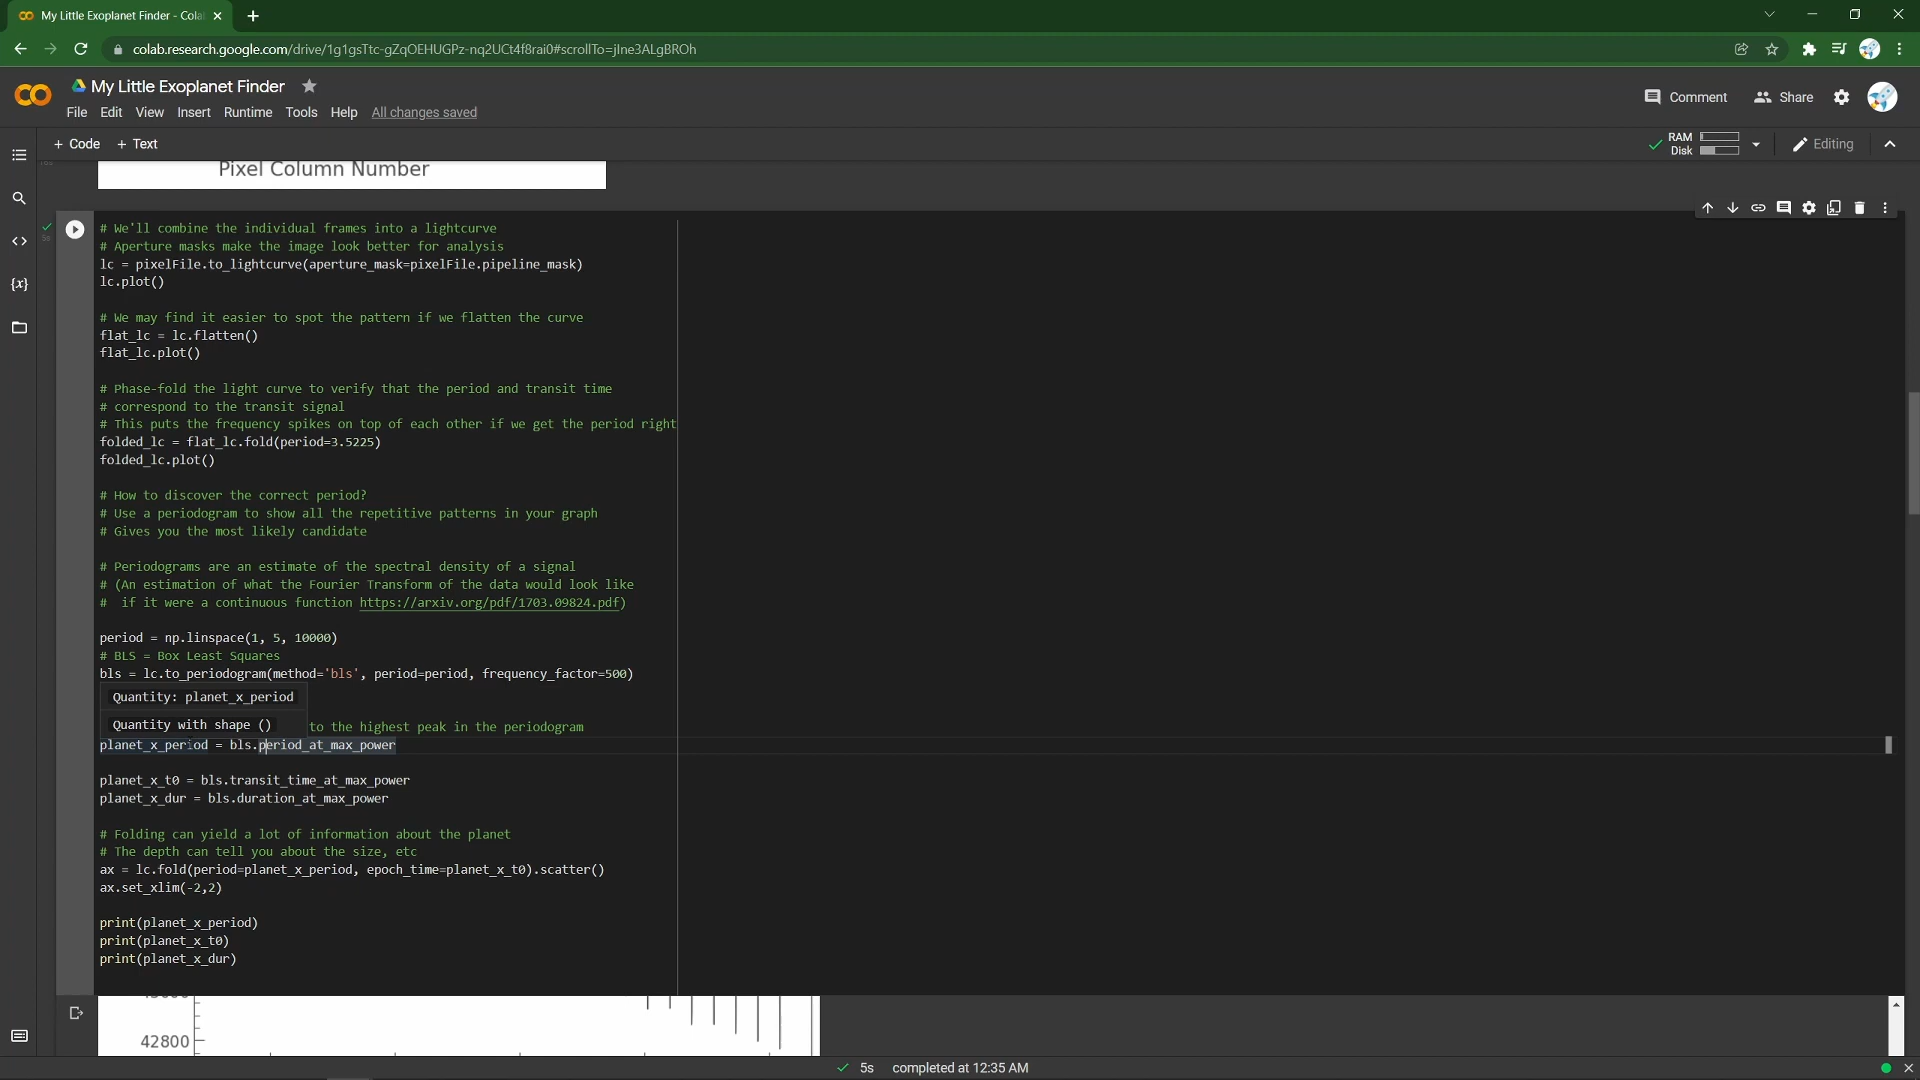 My Little Exoplanet Finder - Cola
colab.research.google.com/drive/1g1gsTtc-gZqOEHUGPz-nq2UCt4f8rai0#scrollTo=jIne3ALgBROh
My Little Exoplanet Finder
File Edit View Insert Runtime Tools Help All changes saved
Comment Share
+ Code + Text
RAM
Disk
Editing
Pixel Column Number
{x}
5s
# We'll combine the individual frames into a lightcurve
# Aperture masks make the image look better for analysis
lc = pixelFile.to_lightcurve(aperture_mask=pixelFile.pipeline_mask)
lc.plot()
# We may find it easier to spot the pattern if we flatten the curve
flat_lc = lc.flatten()
flat_lc.plot()
# Phase-fold the light curve to verify that the period and transit time
# correspond to the transit signal
# This puts the frequency spikes on top of each other if we get the period right
folded_lc = flat_lc.fold(period=3.5225)
folded_lc.plot()
# How to discover the correct period?
# Use a periodogram to show all the repetitive patterns in your graph
# Gives you the most likely candidate
# Periodograms are an estimate of the spectral density of a signal
# (An estimation of what the Fourier Transform of the data would look like
#  if it were a continuous function https://arxiv.org/pdf/1703.09824.pdf)
period = np.linspace(1, 5, 10000)
# BLS = Box Least Squares
bls = lc.to_periodogram(method='bls', period=period, frequency_factor=500)
Quantity: planet_x_period
Quantity with shape () to the highest peak in the periodogram
planet_x_period = bls.period_at_max_power
planet_x_t0 = bls.transit_time_at_max_power
planet_x_dur = bls.duration_at_max_power
# Folding can yield a lot of information about the planet
# The depth can tell you about the size, etc
ax = lc.fold(period=planet_x_period, epoch_time=planet_x_t0).scatter()
ax.set_xlim(-2,2)
print(planet_x_period)
print(planet_x_t0)
print(planet_x_dur)
42800
5s completed at 12:35 AM